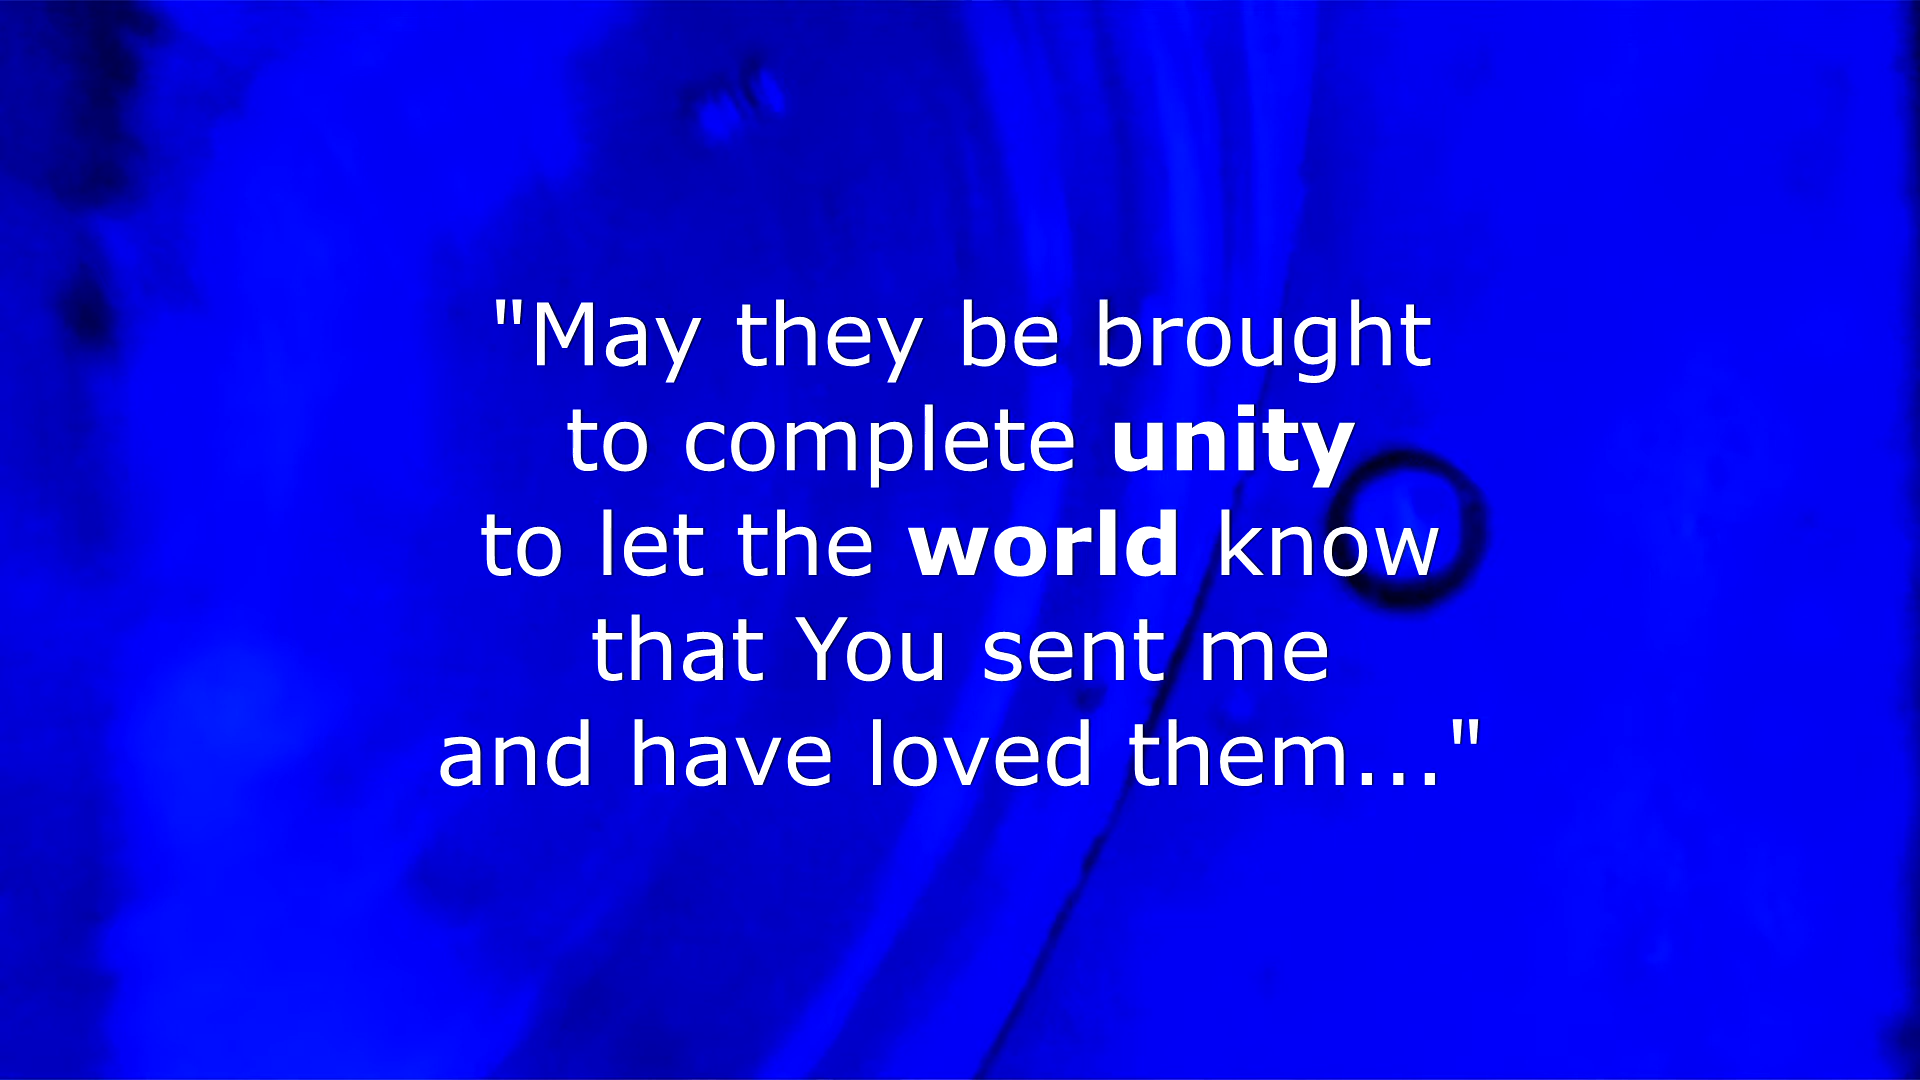 "May they be brought
to complete unity
to let the world know
that You sent me
and have loved them..."